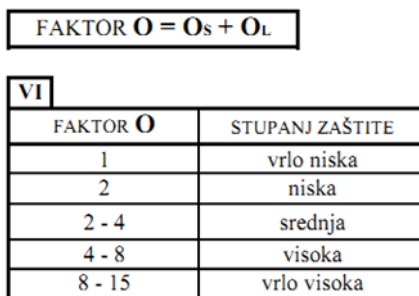 FAKTOR O = Os + OL
VI
FAKTOR O STUPANJ ZAŠTITE
1 vrlo niska
2 niska
2 - 4 srednja
4 - 8 visoka
8 - 15 vrlo visoka